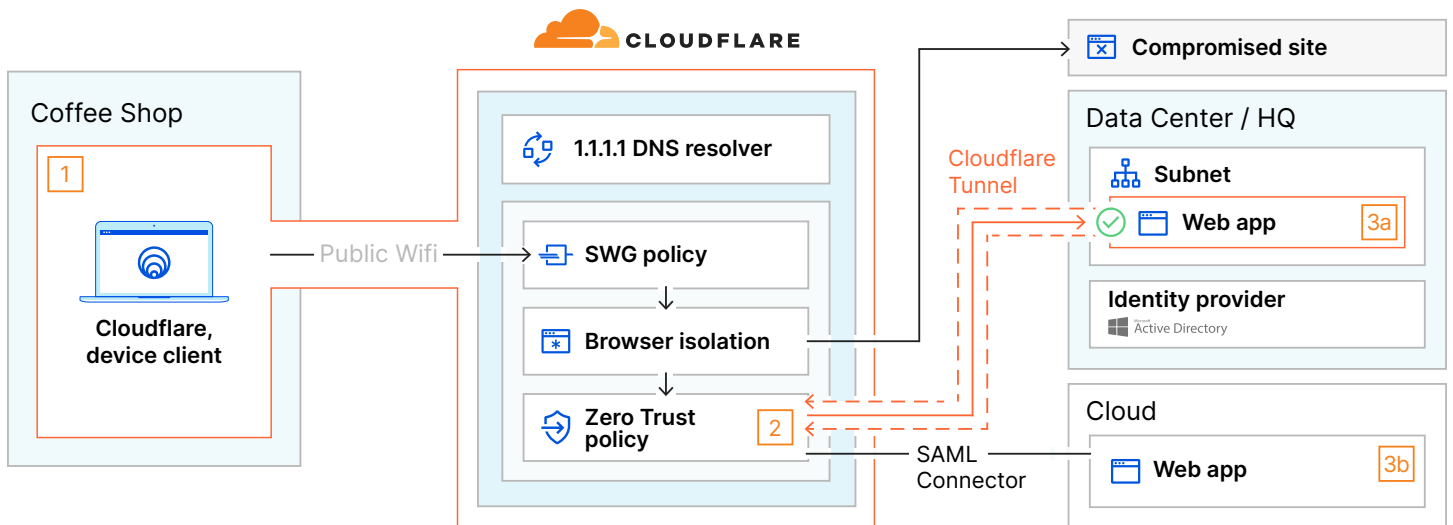 CLOUDFLARE
Coffee Shop
1
Cloudflare,
device client
Public Wifi
1.1.1.1 DNS resolver
SWG policy
Browser isolation
Zero Trust
policy
2
Cloudflare
Tunnel
SAML
Connector
Compromised site
Data Center / HQ
Subnet
Web app
3a
Identity provider
Microsoft
Active Directory
Cloud
Web app
3b